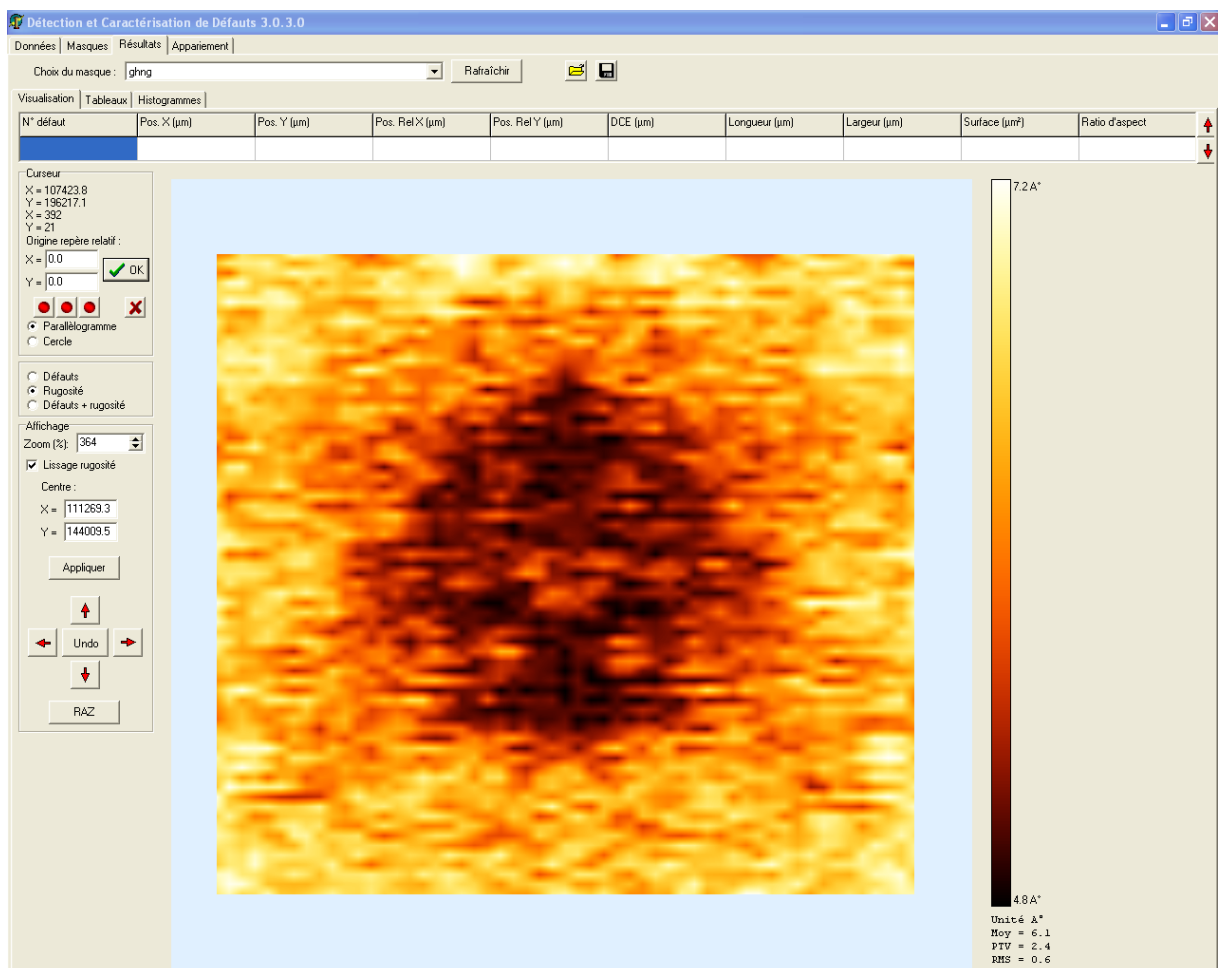 Détection et Caractérisation de Défauts 3.0.3.0
Données Masques Résultats Appariement
Choix du masque : ghng Rafraîchir
Visualisation Tableaux Histogrammes
N° défaut Pos. X (µm) Pos. Y (µm) Pos. Rel X (µm) Pos. Rel Y (µm) DCE (µm) Longueur (µm) Largeur (µm) Surface (µm²) Ratio d'aspect
Curseur
X = 107423.8
Y = 196217.1
X = 392
Y = 21
Origine repère relatif :
X = 0.0
Y = 0.0
OK
Parallèlogramme
Cercle
Défauts
Rugosité
Défauts + rugosité
Affichage
Zoom (%): 364
Lissage rugosité
Centre :
X = 111269.3
Y = 144009.5
Appliquer
Undo
RAZ
7.2 A°
4.8 A°
Unité A°
Moy = 6.1
PTV = 2.4
RMS = 0.6